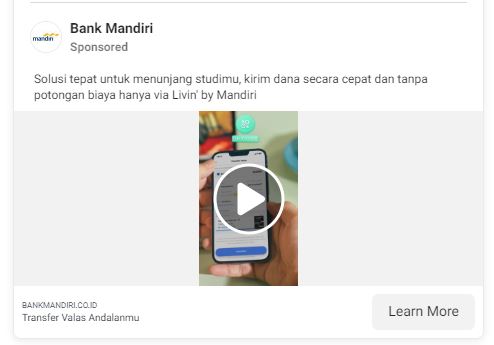 mandiri
Bank Mandiri
Sponsored
Solusi tepat untuk menunjang studimu, kirim dana secara cepat dan tanpa
potongan biaya hanya via Livin' by Mandiri
BANKMANDIRI.CO.ID
Transfer Valas Andalanmu
Learn More